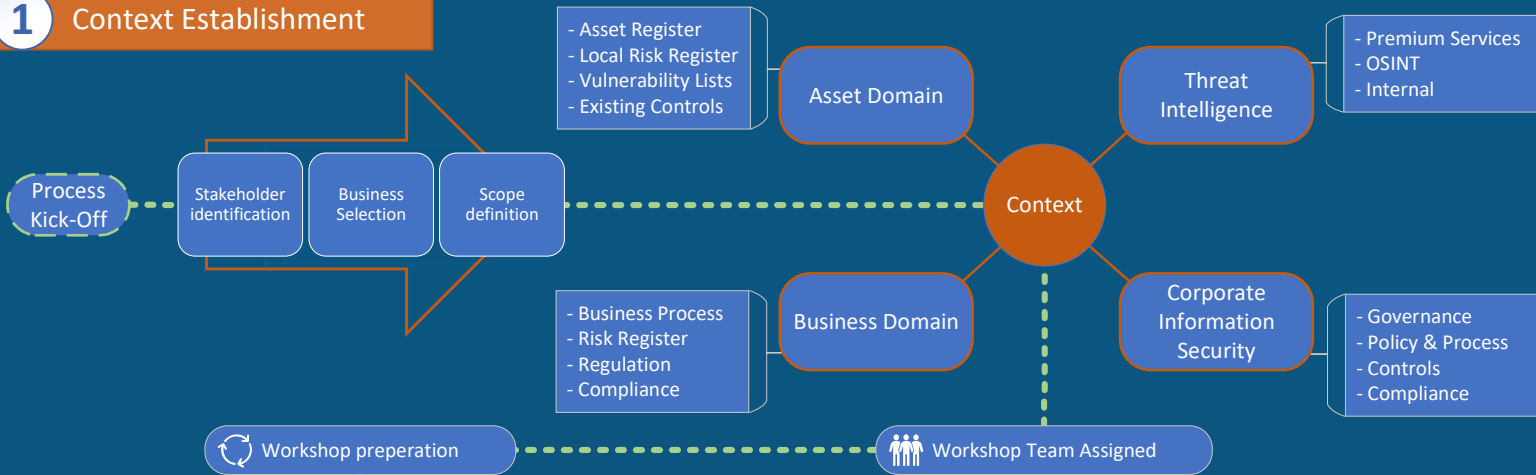 1
Context Establishment
Process
Kick-Off
Stakeholder
identification
Business
Selection
Scope
definition
- Asset Register
- Local Risk Register
- Vulnerability Lists
- Existing Controls
Asset Domain
Threat
Intelligence
- Premium Services
- OSINT
- Internal
Context
- Business Process
- Risk Register
- Regulation
- Compliance
Business Domain
Corporate
Information
Security
- Governance
- Policy & Process
- Controls
- Compliance
Workshop preperation
Workshop Team Assigned